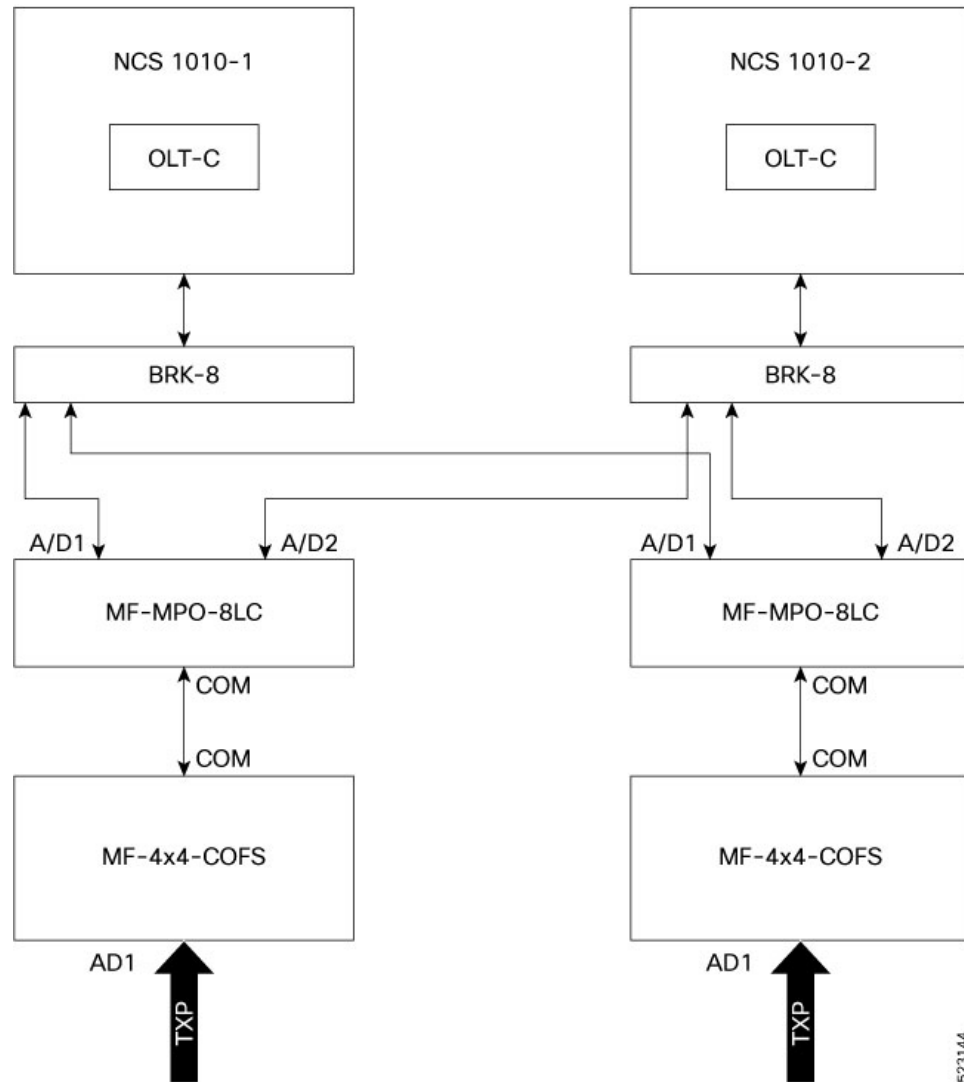 NCS 1010-1
NCS 1010-2
OLT-C
OLT-C
BRK-8
BRK-8
A/D1
A/D2
A/D1
A/D2
MF-MPO-8LC
MF-MPO-8LC
COM
COM
COM
COM
MF-4x4-COFS
MF-4x4-COFS
AD1
AD1
TXP
TXP
523144